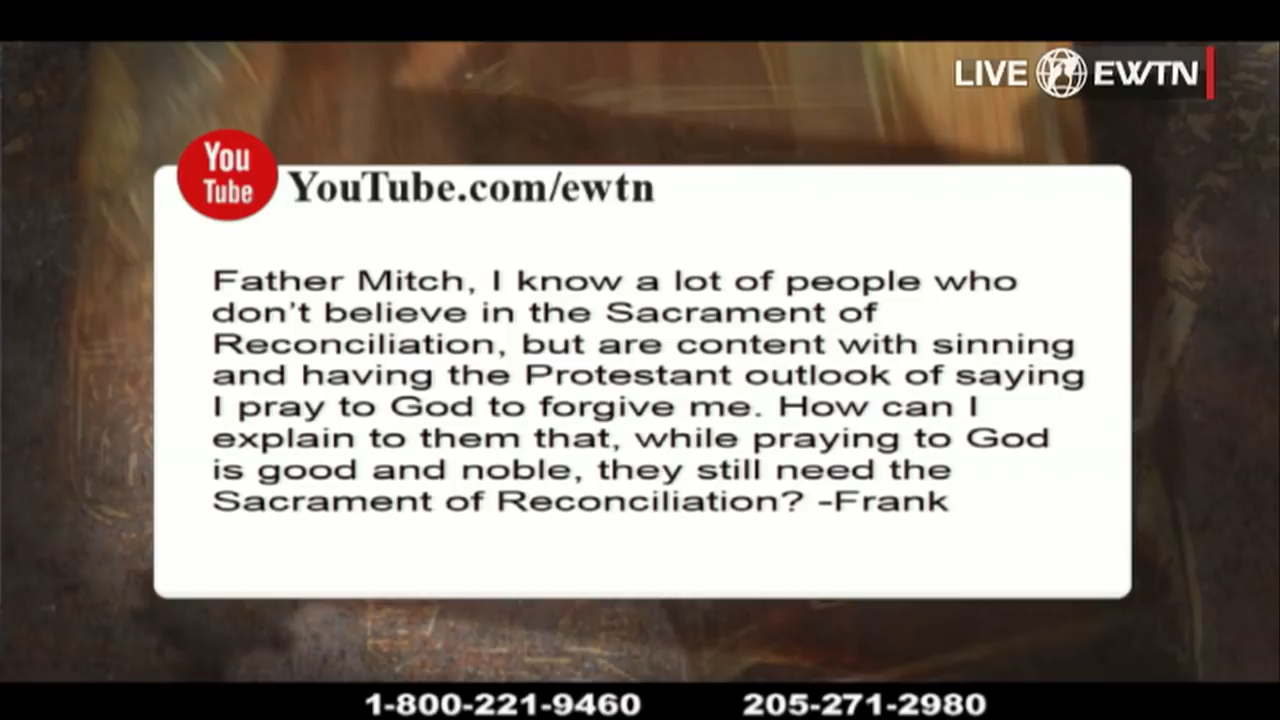 LIVE EWTN
You
Tube
YouTube.com/ewtn
Father Mitch, I know a lot of people who
don't believe in the Sacrament of
Reconciliation, but are content with sinning
and having the Protestant outlook of saying
I pray to God to forgive me. How can I
explain to them that, while praying to God
is good and noble, they still need the
Sacrament of Reconciliation? -Frank
1-800-221-9460 205-271-2980